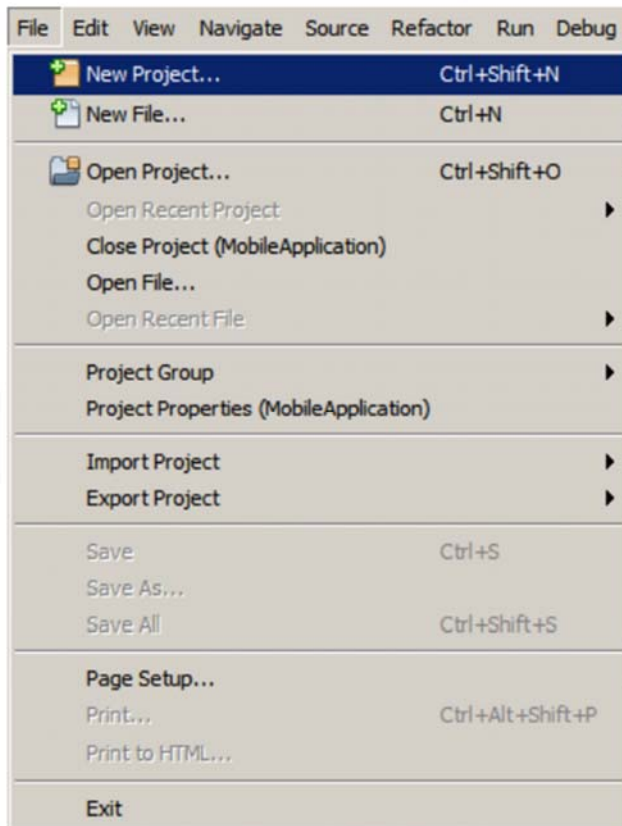 File Edit View Navigate Source Refactor Run Debug
New Project... Ctrl+Shift+N
New File... Ctrl+N
Open Project... Ctrl+Shift+O
Open Recent Project
Close Project (MobileApplication)
Open File...
Open Recent File
Project Group
Project Properties (MobileApplication)
Import Project
Export Project
Save Ctrl+S
Save As...
Save All Ctrl+Shift+S
Page Setup...
Print... Ctrl+Alt+Shift+P
Print to HTML...
Exit